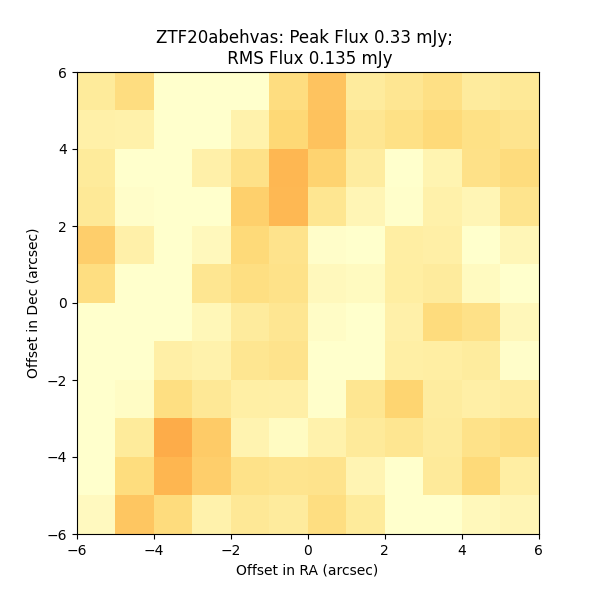 ZTF20abehvas: Peak Flux 0.33 mJy;
RMS Flux 0.135 mJy
6
4
2
0
−2
−4
−6
Offset in Dec (arcsec)
−6 −4 −2 0 2 4 6
Offset in RA (arcsec)